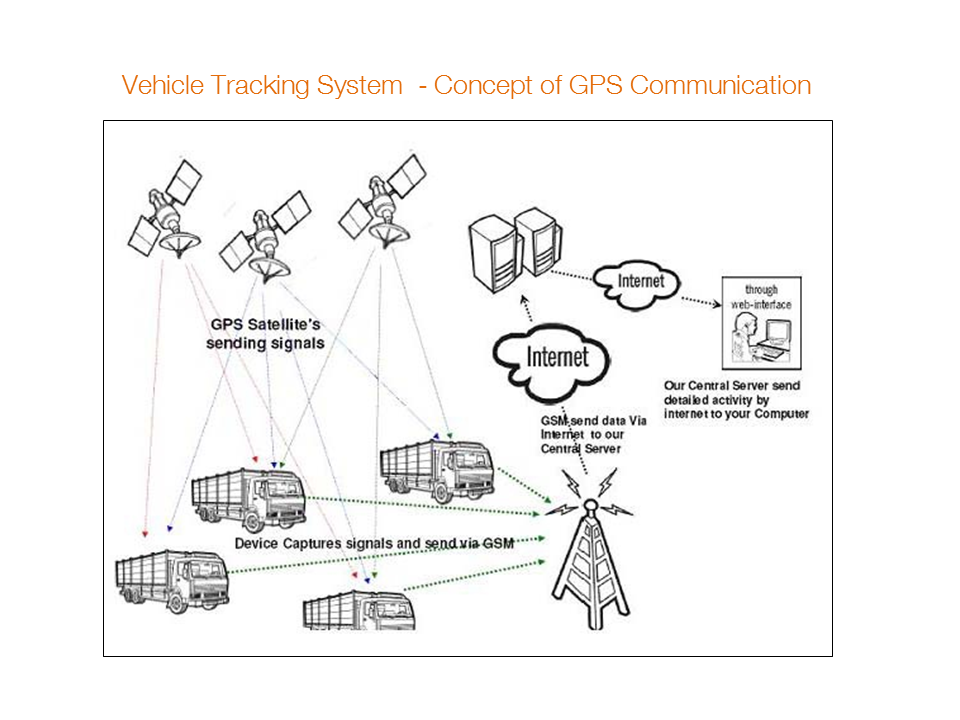 Vehicle Tracking System - Concept of GPS Communication
GPS Satellite's
sending signals
Internet
through
web-interface
Internet
Our Central Server send
detailed activity by
internet to your Computer
GSM send data Via
Internet to our
Central Server
Device Captures signals and send via GSM